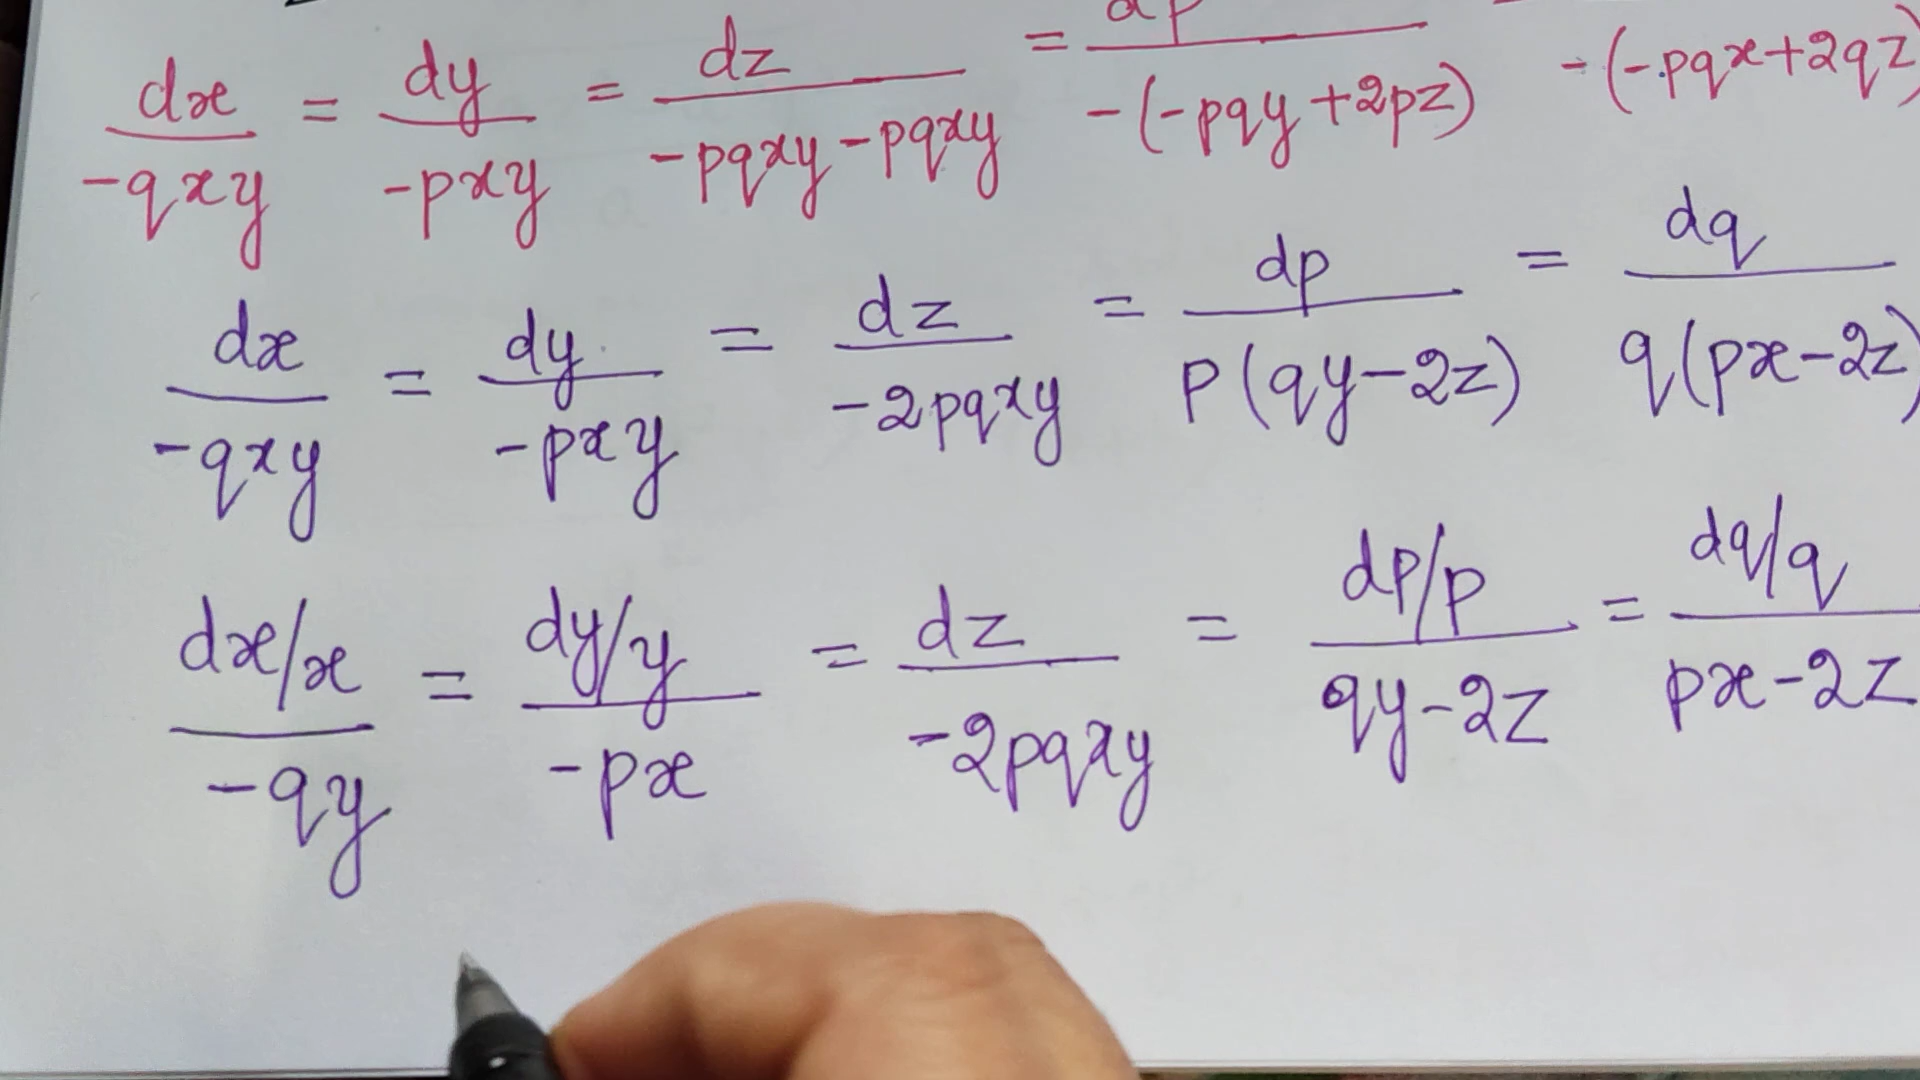 dx/-qxy = dy/-pxy = dz/-pqxy-pqxy = dp/-(-pqy+2pz) -(-pqx+2qz)
dx/-qxy = dy/-pxy = dz/-2pqxy = dp/p(qy-2z) = dq/q(px-2z)
dx/x/-qy = dy/y/-px = dz/-2pqxy = dp/p/qy-2z = dq/q/px-2z